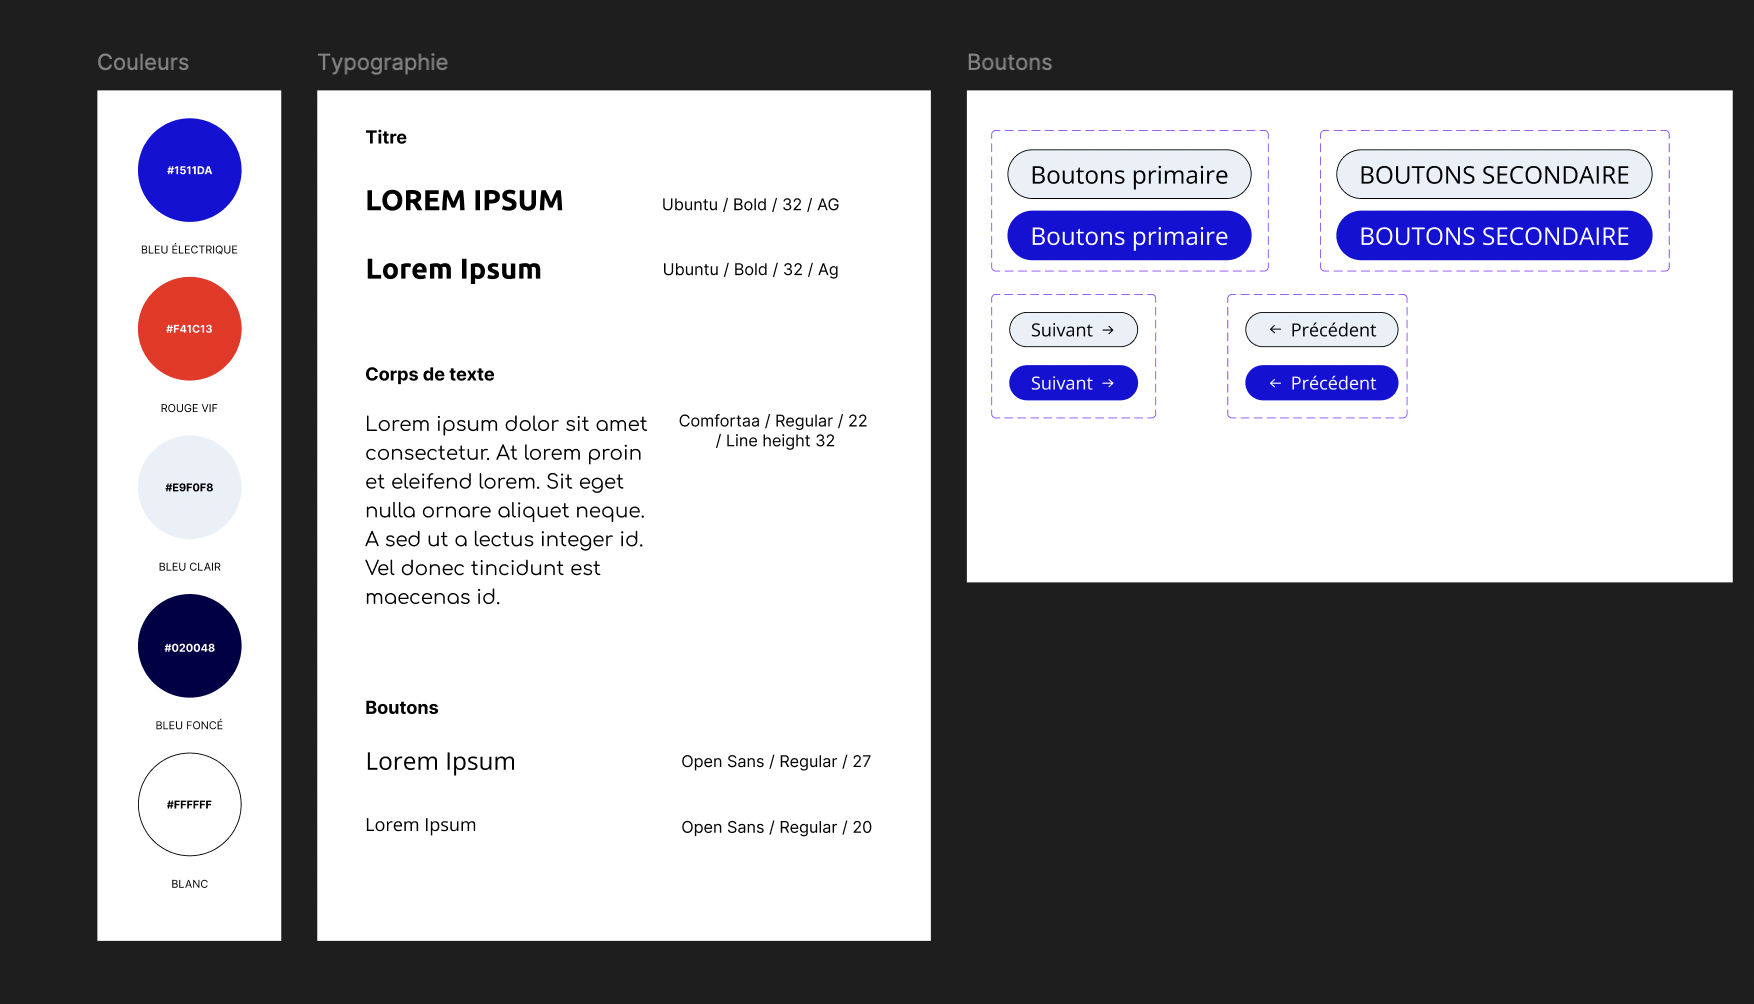 Couleurs
#1511DA
BLEU ÉLECTRIQUE
#F41C13
ROUGE VIF
#E9F0F8
BLEU CLAIR
#020048
BLEU FONCÉ
#FFFFFF
BLANC
Typographie
Titre
LOREM IPSUM
Ubuntu / Bold / 32 / AG
Lorem Ipsum
Ubuntu / Bold / 32 / Ag
Corps de texte
Lorem ipsum dolor sit amet
consectetur. At lorem proin
et eleifend lorem. Sit eget
nulla ornare aliquet neque.
A sed ut a lectus integer id.
Vel donec tincidunt est
maecenas id.
Comfortaa / Regular / 22
/ Line height 32
Boutons
Lorem Ipsum
Open Sans / Regular / 27
Lorem Ipsum
Open Sans / Regular / 20
Boutons
Boutons primaire
Boutons primaire
BOUTONS SECONDAIRE
BOUTONS SECONDAIRE
Suivant →
Suivant →
← Précédent
← Précédent